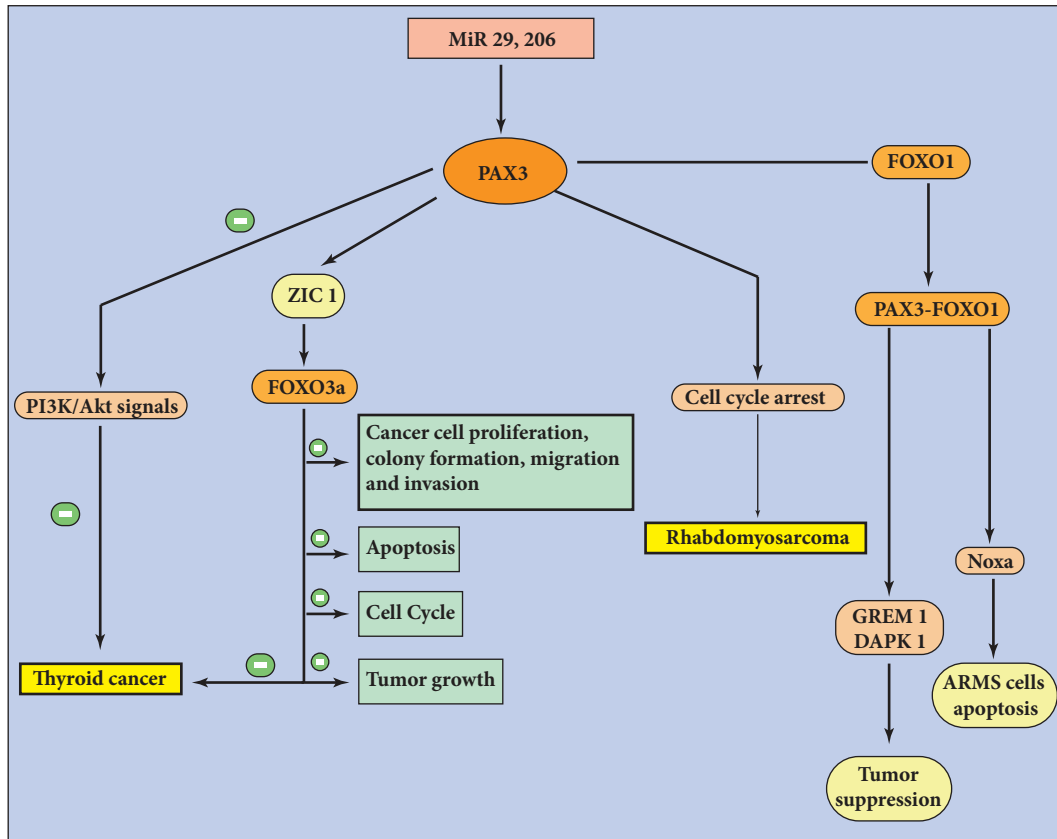 MiR 29, 206
PAX3
FOXO1
ZIC 1
PAX3-FOXO1
FOXO3a
PI3K/Akt signals
Cell cycle arrest
Cancer cell proliferation,
colony formation, migration
and invasion
Rhabdomyosarcoma
Apoptosis
Noxa
Cell Cycle
GREM 1
DAPK 1
Thyroid cancer
Tumor growth
ARMS cells
apoptosis
Tumor
suppression